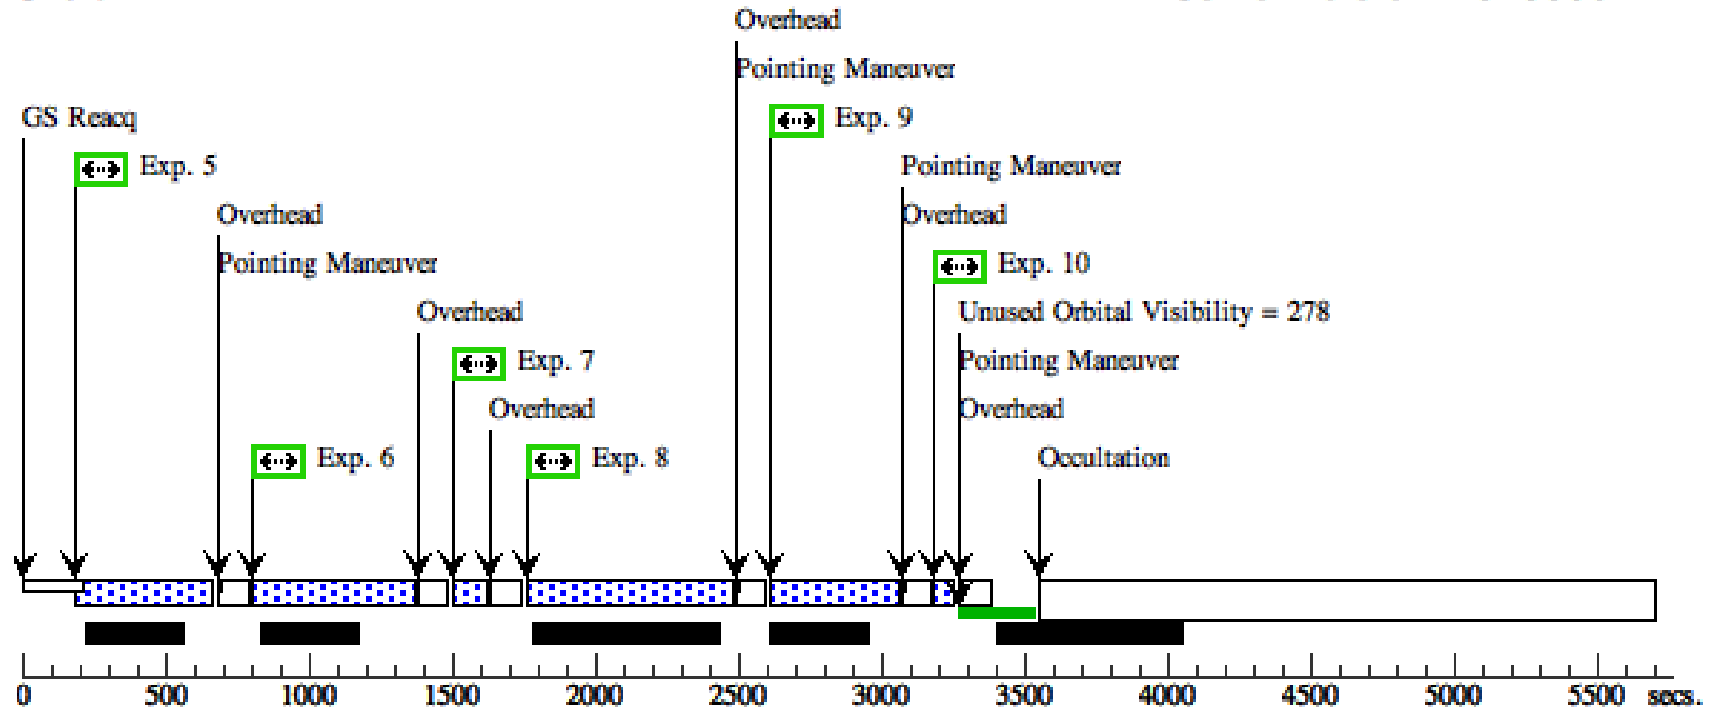 Overhead
Pointing Maneuver
GS Reacq
Exp. 9
Exp. 5
Pointing Maneuver
Overhead
Overhead
Pointing Maneuver
Exp. 10
Overhead
Unused Orbital Visibility = 278
Exp. 7
Pointing Maneuver
Overhead
Overhead
Exp. 6
Exp. 8
Occultation
0 500 1000 1500 2000 2500 3000 3500 4000 4500 5000 5500 secs.